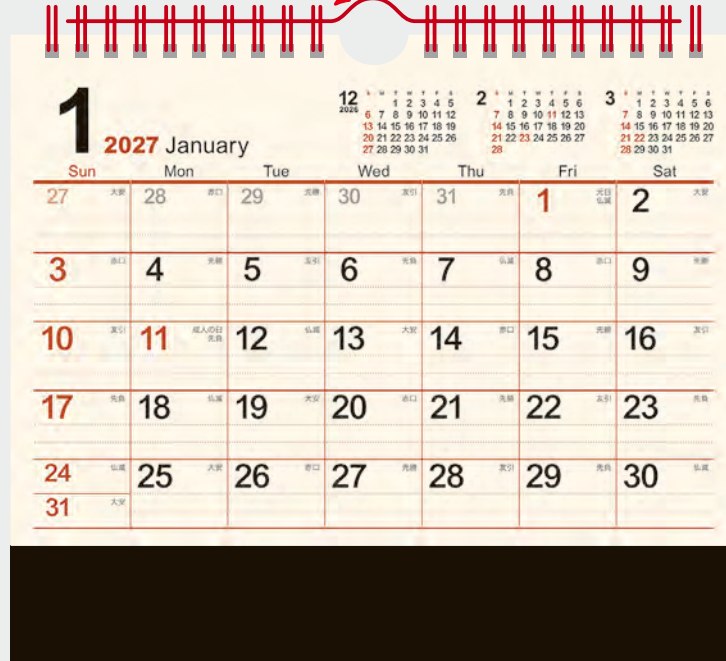 1
2027 January
12
2026
S M T W T F S
1 2 3 4 5
6 7 8 9 10 11 12
13 14 15 16 17 18 19
20 21 22 23 24 25 26
27 28 29 30 31
2
S M T W T F S
1 2 3 4 5 6
7 8 9 10 11 12 13
14 15 16 17 18 19 20
21 22 23 24 25 26 27
28
3
S M T W T F S
1 2 3 4 5 6
7 8 9 10 11 12 13
14 15 16 17 18 19 20
21 22 23 24 25 26 27
28 29 30 31
Sun Mon Tue Wed Thu Fri Sat
27 大安 28 赤口 29 先勝 30 友引 31 先負 1 元日 2 大安
仏滅
3 赤口 4 先勝 5 友引 6 先負 7 仏滅 8 赤口 9 先勝
10 友引 11 成人の日 12 仏滅 13 大安 14 赤口 15 先勝 16 友引
先負
17 先負 18 仏滅 19 大安 20 赤口 21 先勝 22 友引 23 先負
24 仏滅 25 大安 26 赤口 27 先勝 28 友引 29 先負 30 仏滅
31 大安